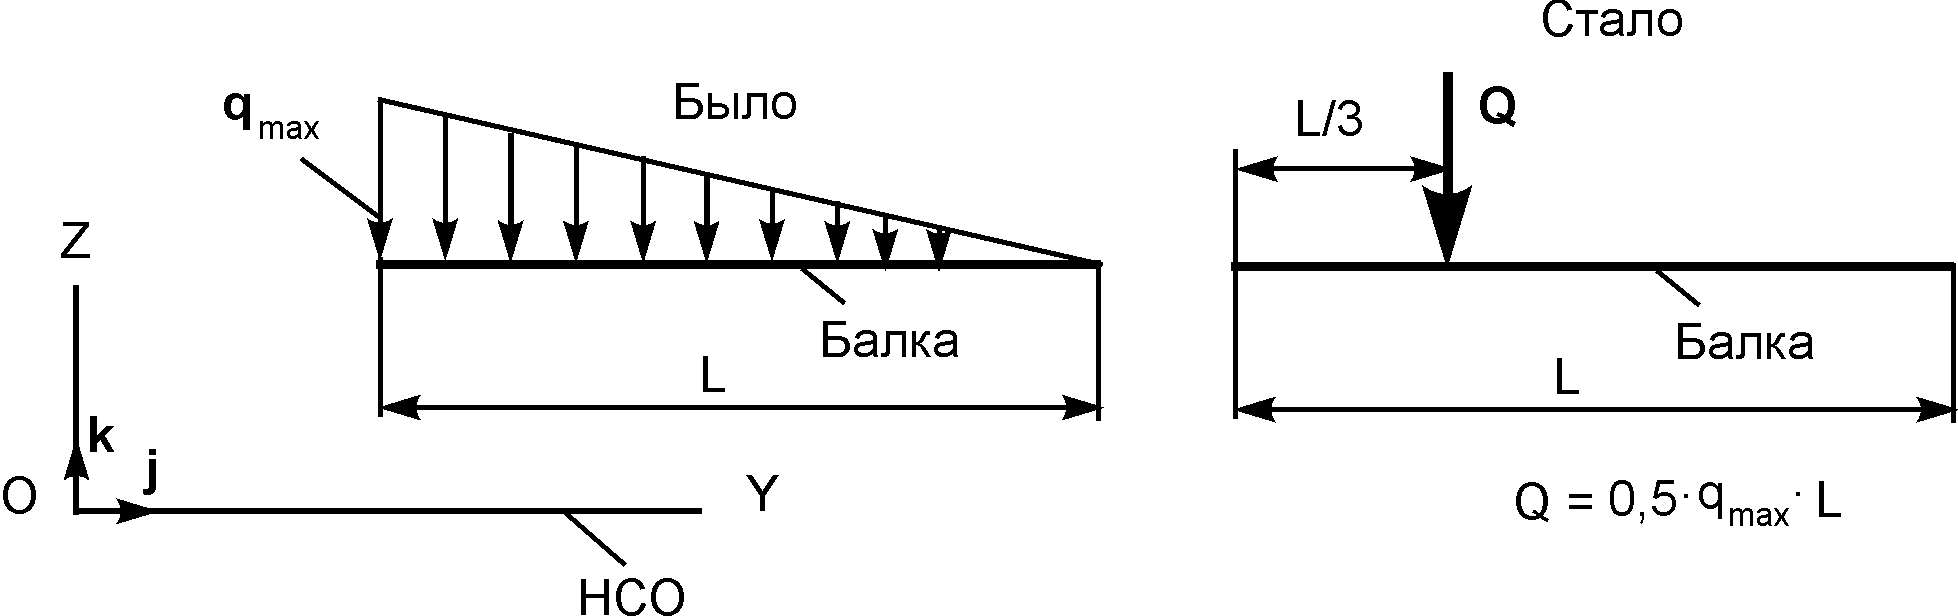 Стало
Было
q max
L/3
Q
Z
Балка
Балка
L
L
k
j
O
Y
Q = 0,5· q max · L
НСО